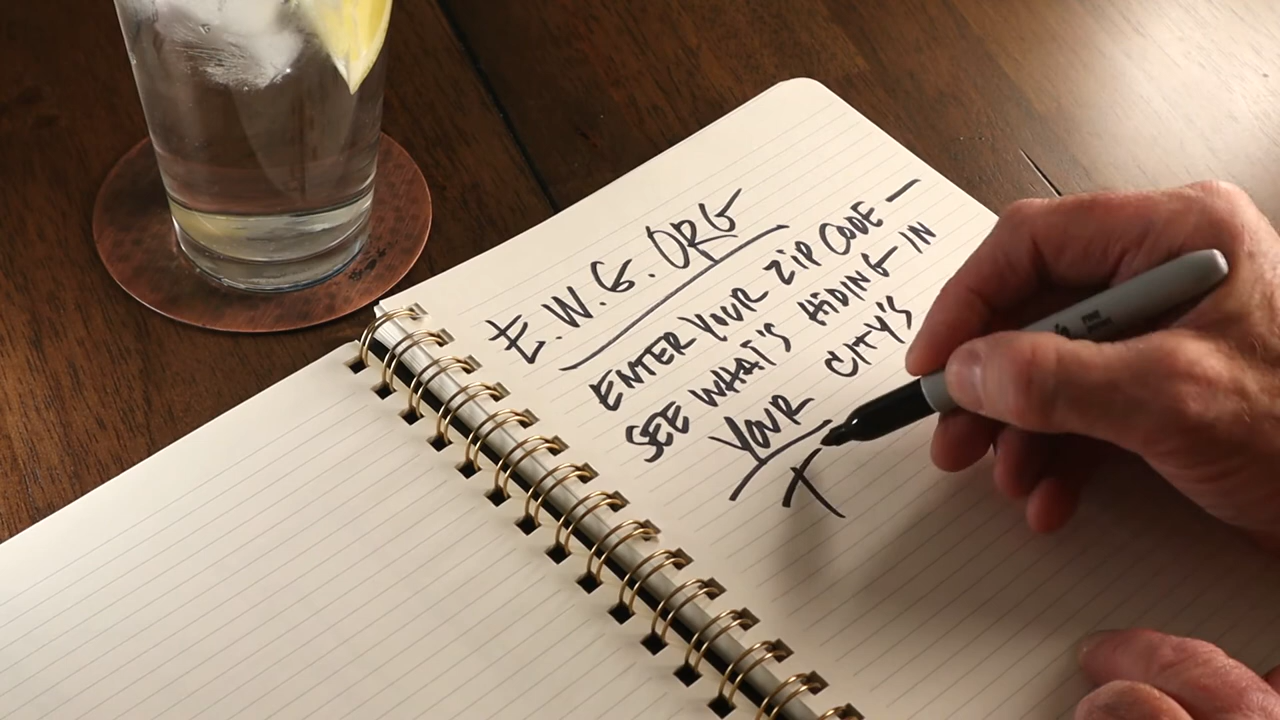 E.W.G.ORG
ENTER YOUR ZIP CODE —
SEE WHAT'S HIDING IN
YOUR CITY'S
T